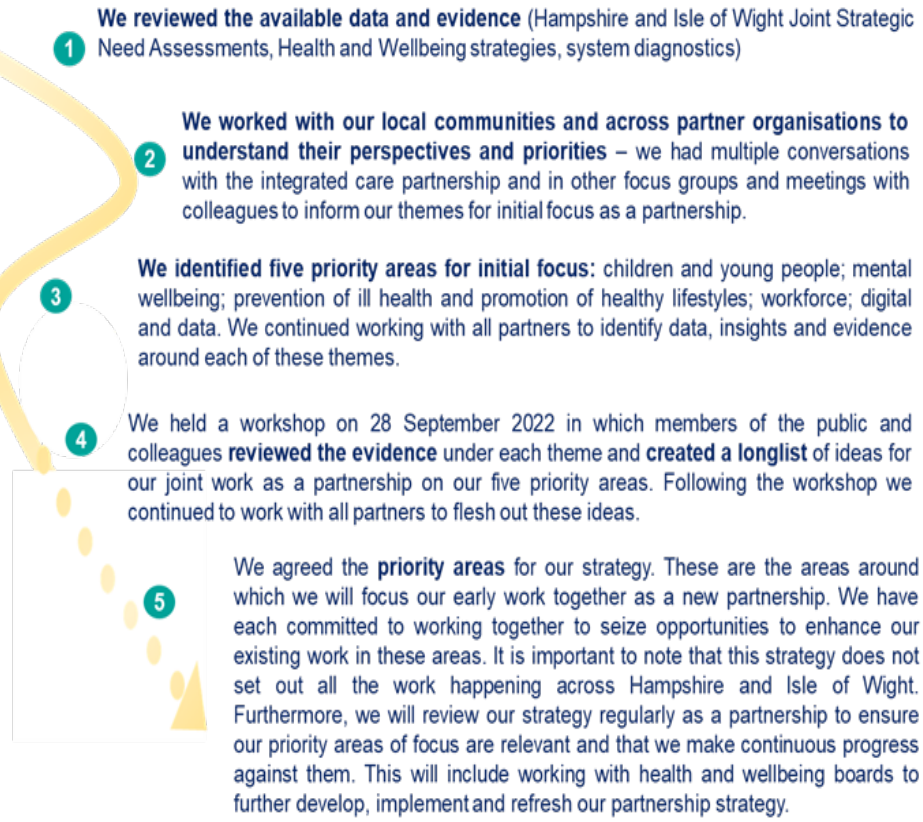 We reviewed the available data and evidence (Hampshire and Isle of Wight Joint Strategic
1 Need Assessments, Health and Wellbeing strategies, system diagnostics)
We worked with our local communities and across partner organisations to
2 understand their perspectives and priorities – we had multiple conversations
with the integrated care partnership and in other focus groups and meetings with
colleagues to inform our themes for initial focus as a partnership.
We identified five priority areas for initial focus: children and young people; mental
3 wellbeing; prevention of ill health and promotion of healthy lifestyles; workforce; digital
and data. We continued working with all partners to identify data, insights and evidence
around each of these themes.
We held a workshop on 28 September 2022 in which members of the public and
4 colleagues reviewed the evidence under each theme and created a longlist of ideas for
our joint work as a partnership on our five priority areas. Following the workshop we
continued to work with all partners to flesh out these ideas.
We agreed the priority areas for our strategy. These are the areas around
5 which we will focus our early work together as a new partnership. We have
each committed to working together to seize opportunities to enhance our
existing work in these areas. It is important to note that this strategy does not
set out all the work happening across Hampshire and Isle of Wight.
Furthermore, we will review our strategy regularly as a partnership to ensure
our priority areas of focus are relevant and that we make continuous progress
against them. This will include working with health and wellbeing boards to
further develop, implement and refresh our partnership strategy.